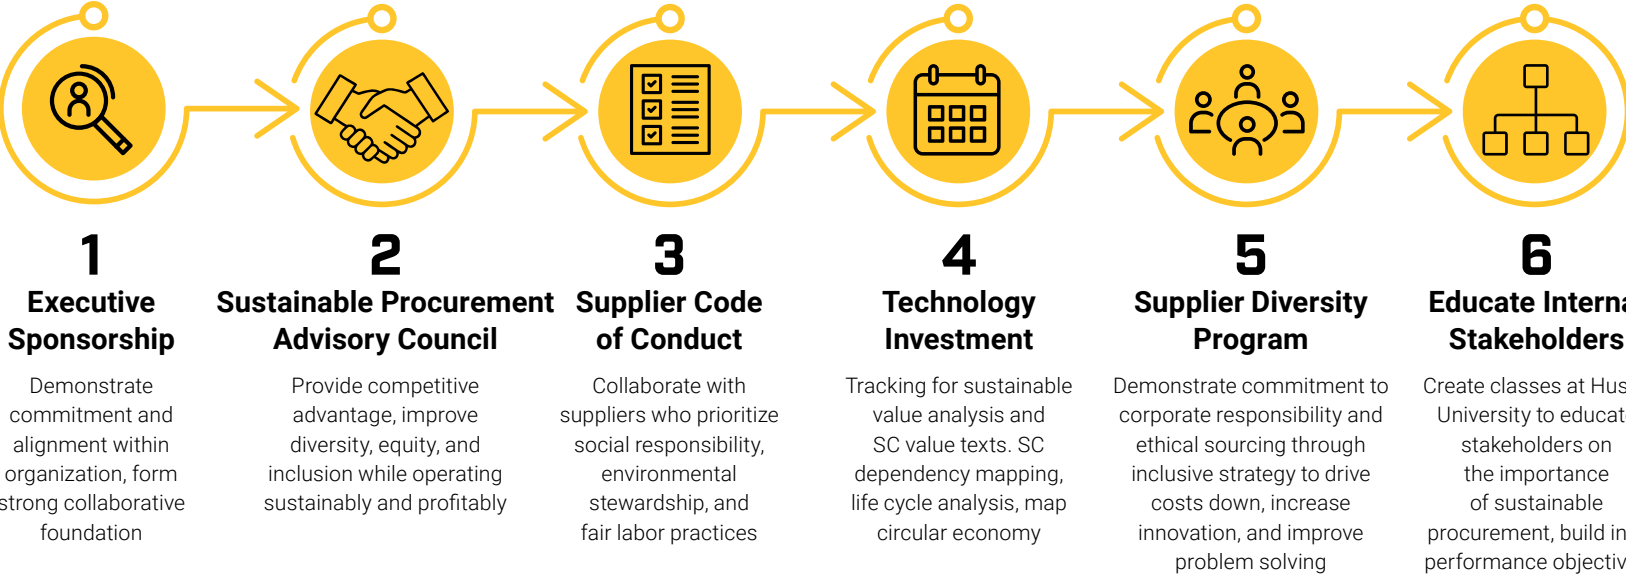 1
Executive
Sponsorship
Demonstrate
commitment and
alignment within
organization, form
strong collaborative
foundation
2
Sustainable Procurement
Advisory Council
Provide competitive
advantage, improve
diversity, equity, and
inclusion while operating
sustainably and profitably
3
Supplier Code
of Conduct
Collaborate with
suppliers who prioritize
social responsibility,
environmental
stewardship, and
fair labor practices
4
Technology
Investment
Tracking for sustainable
value analysis and
SC value texts. SC
dependency mapping,
life cycle analysis, map
circular economy
5
Supplier Diversity
Program
Demonstrate commitment to
corporate responsibility and
ethical sourcing through
inclusive strategy to drive
costs down, increase
innovation, and improve
problem solving
6
Educate
Stakeholders
Create classes at
University to
stakeholders on
the importance
of sustainable
procurement, build
performance